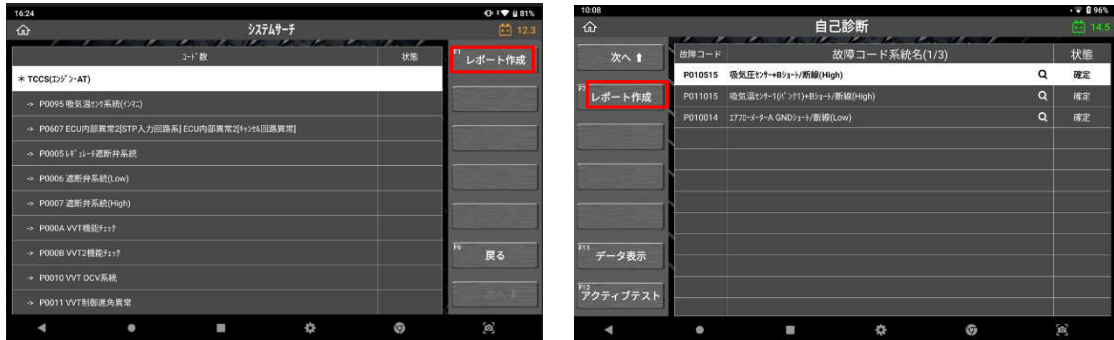 16:24
81%
システムサーチ
12.3
コード数
状態
F1
レポート作成
* TCCS(エンジン・AT)
-> P0095 吸気温センサ系統(インマニ)
-> P0607 ECU内部異常2[STP入力回路系] ECU内部異常2[キャンセル回路異常]
-> P0005 レギュレータ遮断弁系統
-> P0006 遮断弁系統(Low)
-> P0007 遮断弁系統(High)
-> P000A VVT機能チェック
-> P000B VVT2機能チェック
-> P0010 VVT OCV系統
-> P0011 VVT制御進角異常
F6
戻る
次へ⬇
10:08
96%
自己診断
14.5
次へ⬆
故障コード
故障コード系統名(1/3)
状態
P010515
吸気圧センサー+Bショート/断線(High)
確定
F7
レポート作成
P011015
吸気温センサー1(バンク1)+Bショート/断線(High)
確定
P010014
エアフローメーターA GNDショート/断線(Low)
確定
F11
データ表示
F12
アクティブテスト